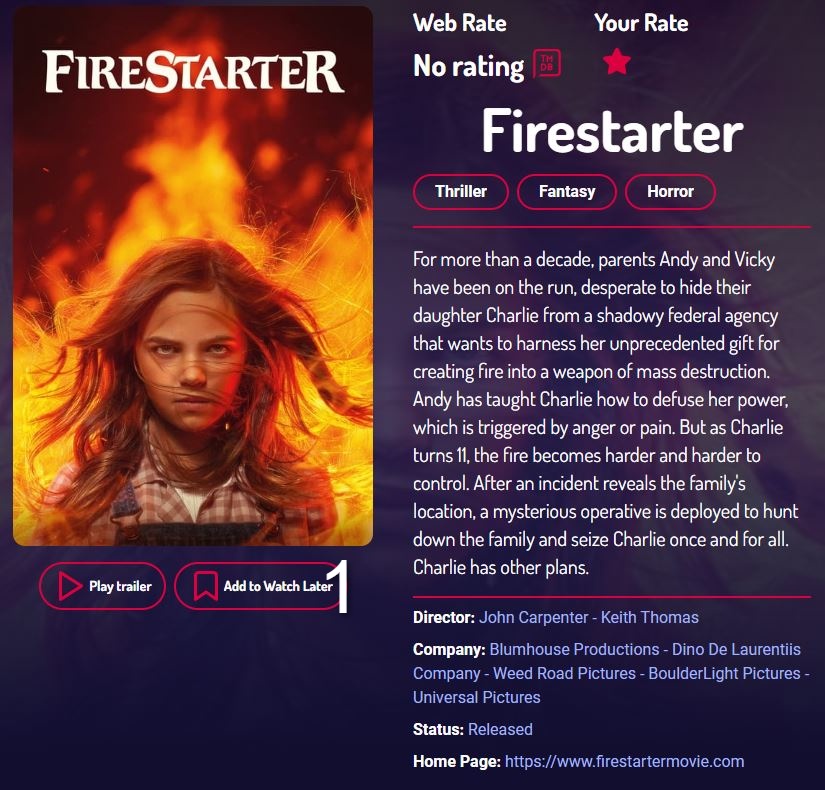 FIRESTARTER
Play trailer
Add to Watch Later
1
Web Rate
Your Rate
No rating
TM
DB
Firestarter
Thriller
Fantasy
Horror
For more than a decade, parents Andy and Vicky
have been on the run, desperate to hide their
daughter Charlie from a shadowy federal agency
that wants to harness her unprecedented gift for
creating fire into a weapon of mass destruction.
Andy has taught Charlie how to defuse her power,
which is triggered by anger or pain. But as Charlie
turns 11, the fire becomes harder and harder to
control. After an incident reveals the family's
location, a mysterious operative is deployed to hunt
down the family and seize Charlie once and for all.
Charlie has other plans.
Director: John Carpenter - Keith Thomas
Company: Blumhouse Productions - Dino De Laurentiis
Company - Weed Road Pictures - BoulderLight Pictures -
Universal Pictures
Status: Released
Home Page: https://www.firestartermovie.com